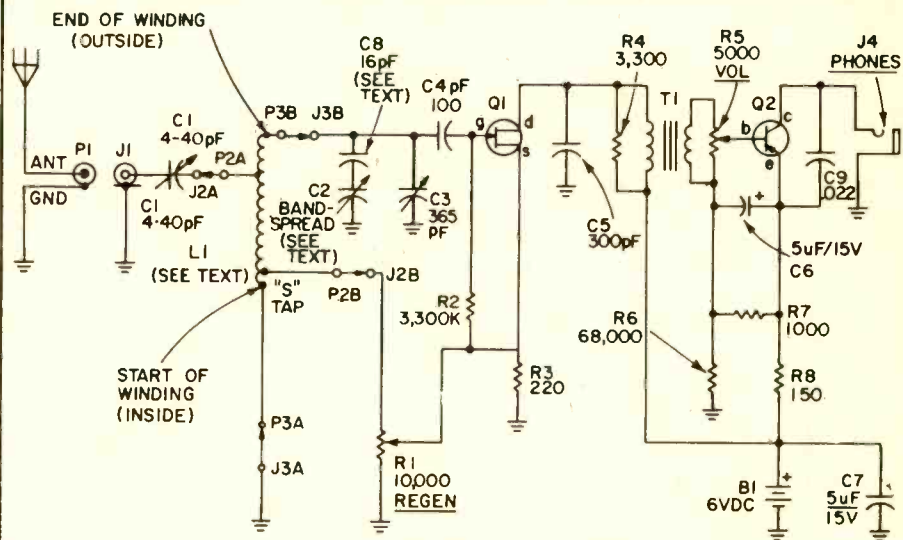 END OF WINDING
(OUTSIDE)
C8
16pF
(SEE
TEXT)
R4
3,300
R5
5000
VOL
J4
PHONES
P3B
J3B
C4pF
100
Q1
T1
Q2
C1
4-40pF
P1
J1
P2A
J2A
ANT
GND
C1
4-40pF
g
d
s
b
c
e
C2
BAND-
SPREAD
(SEE
TEXT)
C3
365
PF
C9
.022
C5
300pF
+
5uF/15V
C6
L1
(SEE TEXT)
"S"
TAP
P2B
J2B
R2
3,300K
R6
68,000
R7
1000
START OF
WINDING
(INSIDE)
R3
220
R8
150
P3A
J3A
R1
10,000
REGEN
B1
6VDC
+
C7
5uF
15V